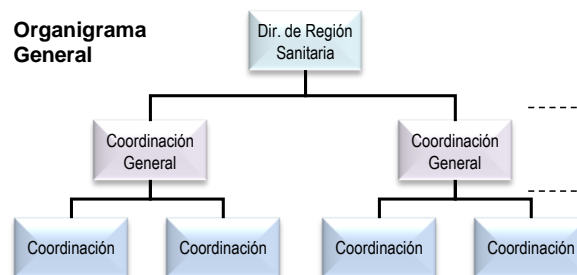 Organigrama
General
Dir. de Región
Sanitaria
Coordinación
General
Coordinación
General
Coordinación
Coordinación
Coordinación
Coordinación